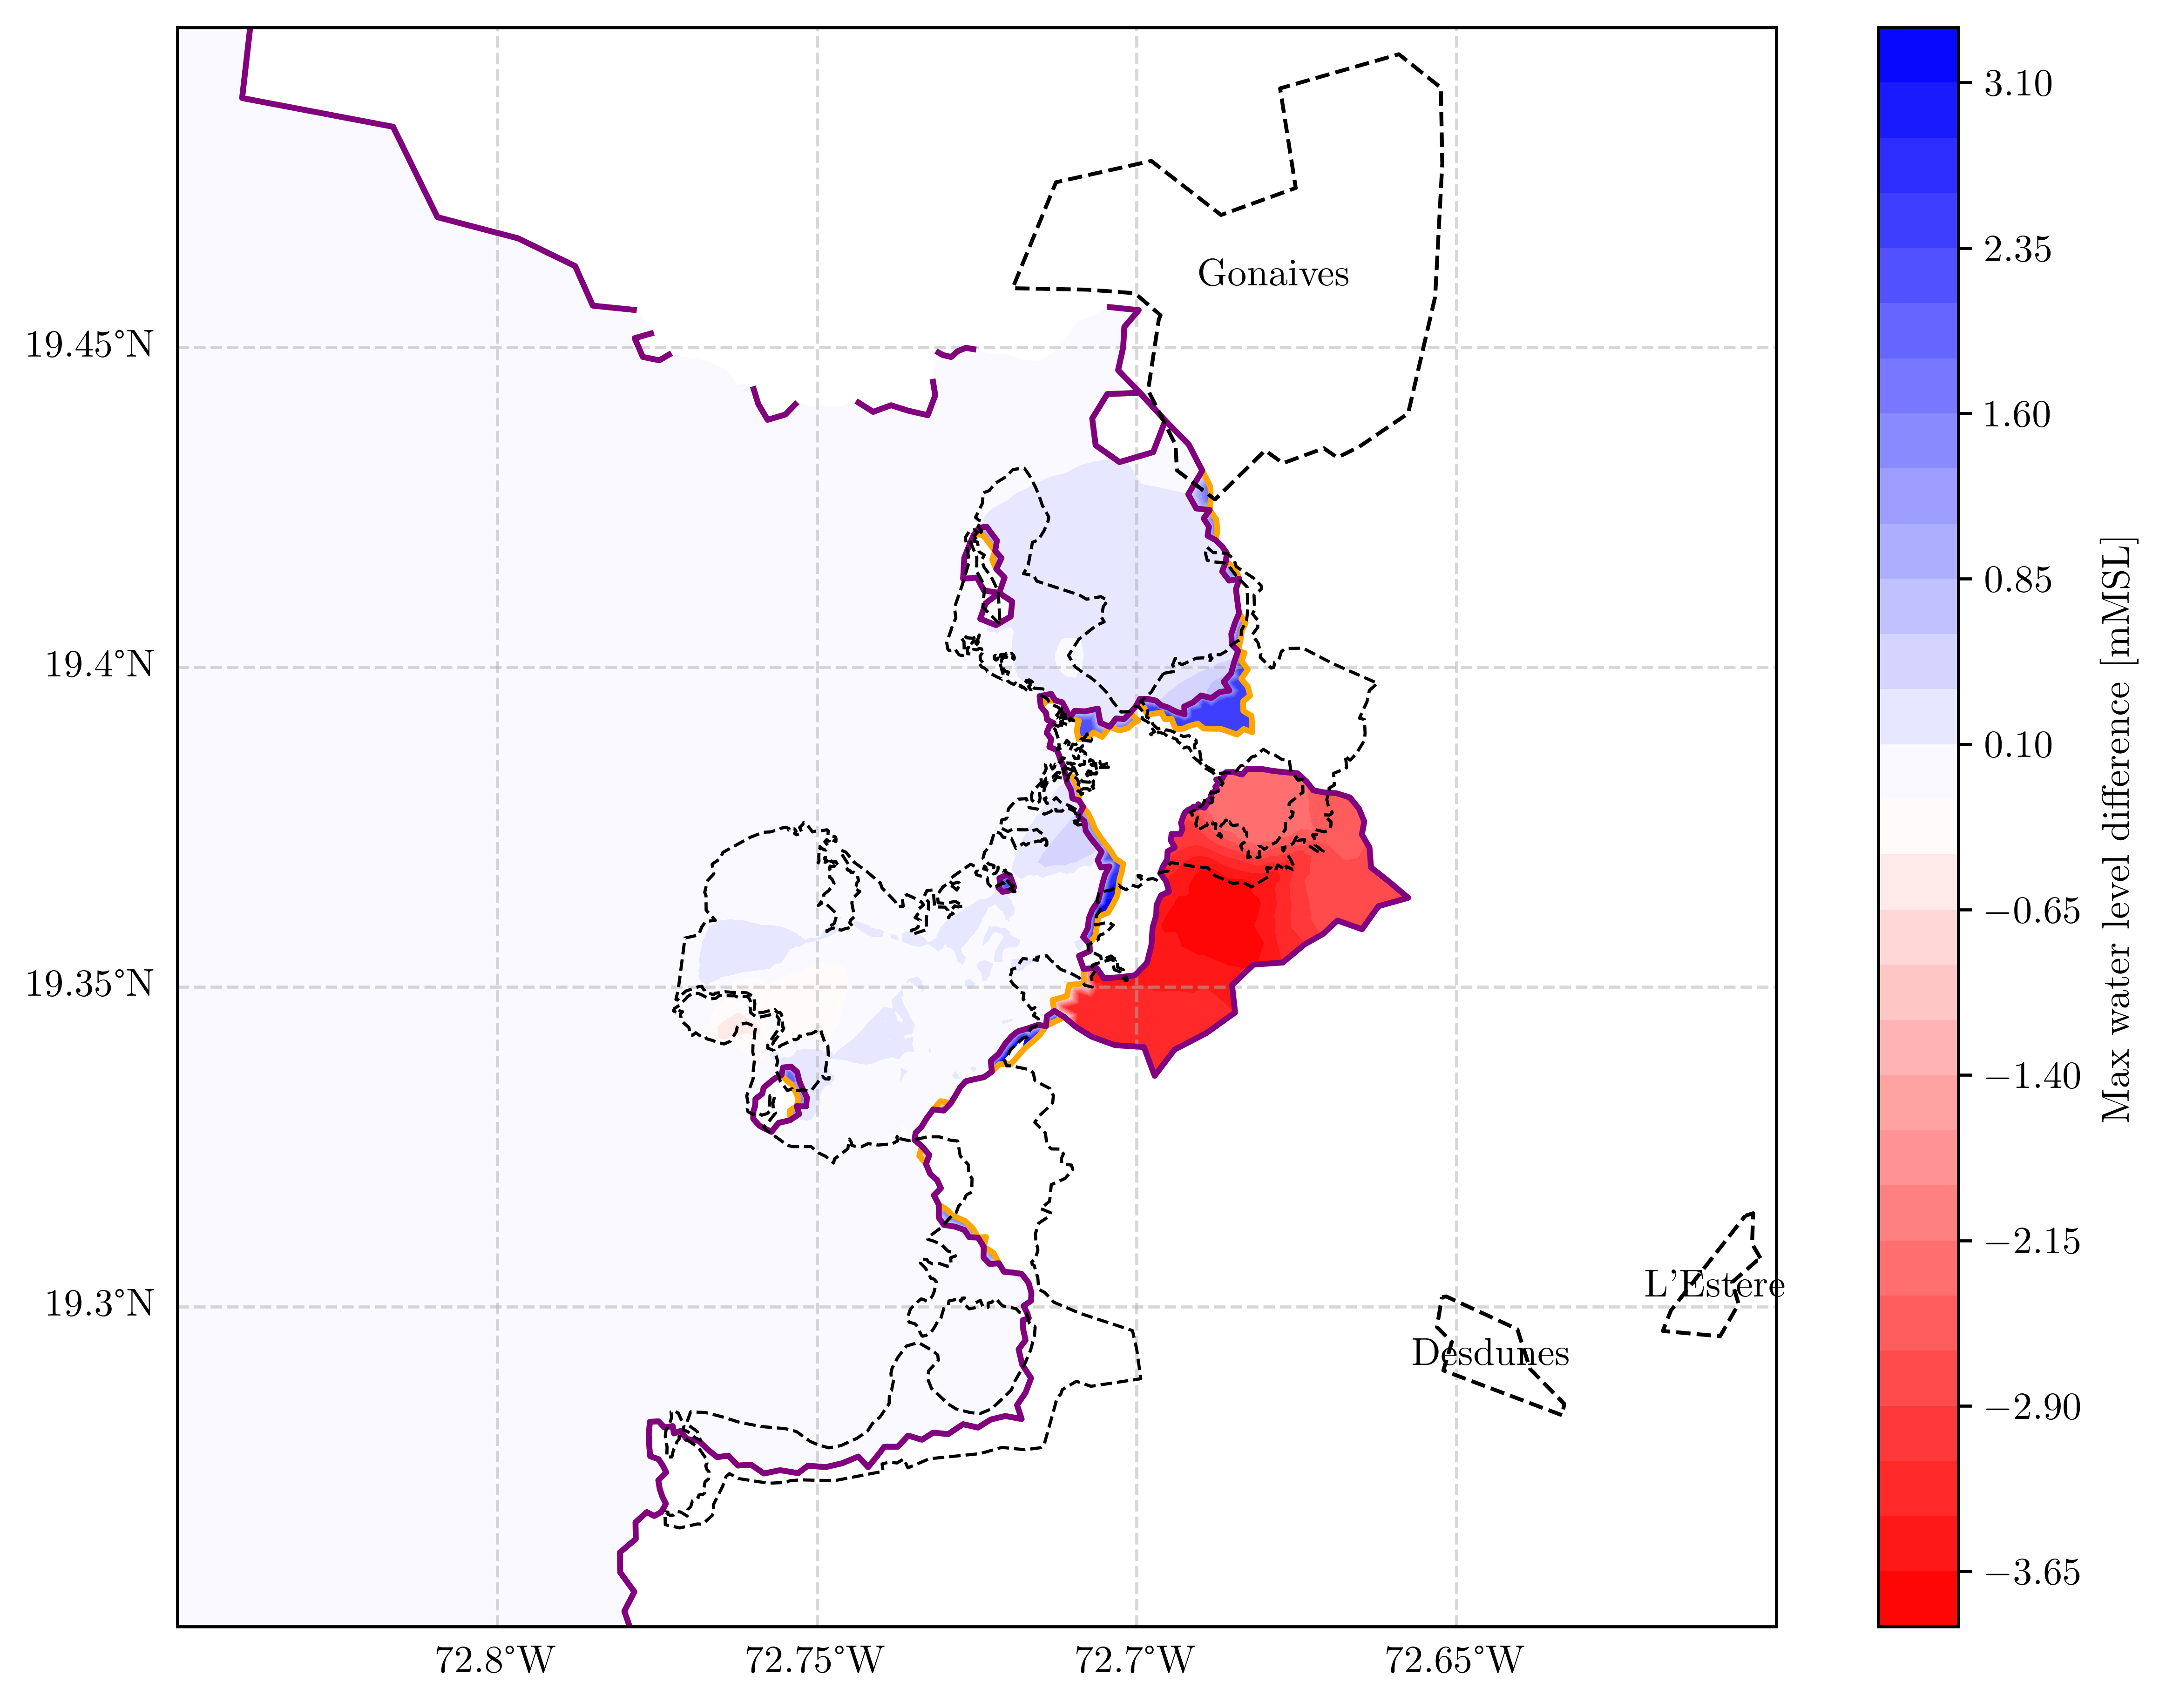 Gonaives
L'Estere
Desdunes
19.45°N
19.4°N
19.35°N
19.3°N
72.8°W
72.75°W
72.7°W
72.65°W
3.10
2.35
1.60
0.85
0.10
−0.65
−1.40
−2.15
−2.90
−3.65
Max water level difference [mMSL]